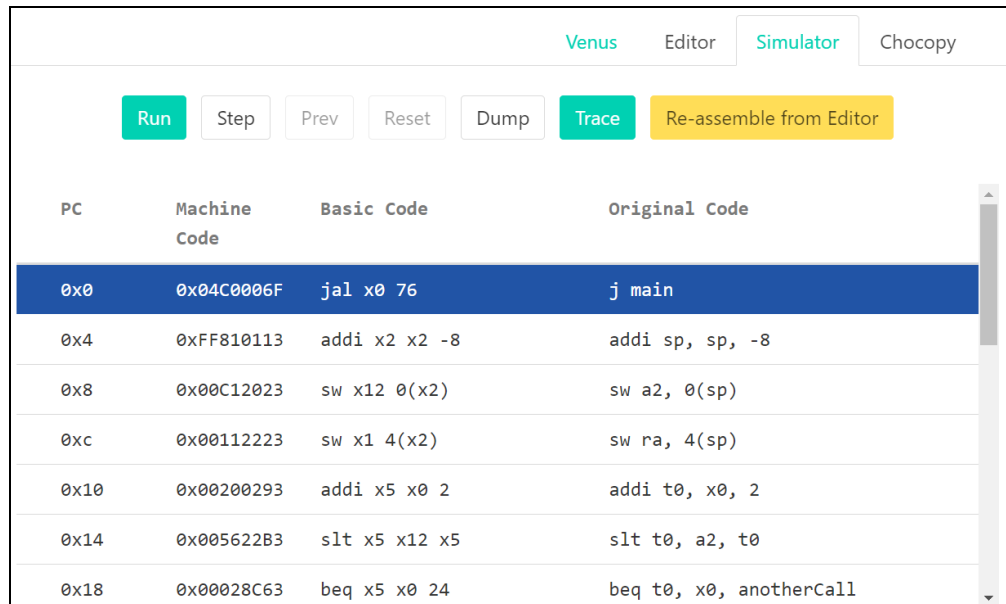 Venus Editor Simulator Chocopy
Run Step Prev Reset Dump Trace Re-assemble from Editor
PC Machine Code Basic Code Original Code
0x0 0x04C0006F jal x0 76 j main
0x4 0xFF810113 addi x2 x2 -8 addi sp, sp, -8
0x8 0x00C12023 sw x12 0(x2) sw a2, 0(sp)
0xc 0x00112223 sw x1 4(x2) sw ra, 4(sp)
0x10 0x00200293 addi x5 x0 2 addi t0, x0, 2
0x14 0x005622B3 slt x5 x12 x5 slt t0, a2, t0
0x18 0x00028C63 beq x5 x0 24 beq t0, x0, anotherCall